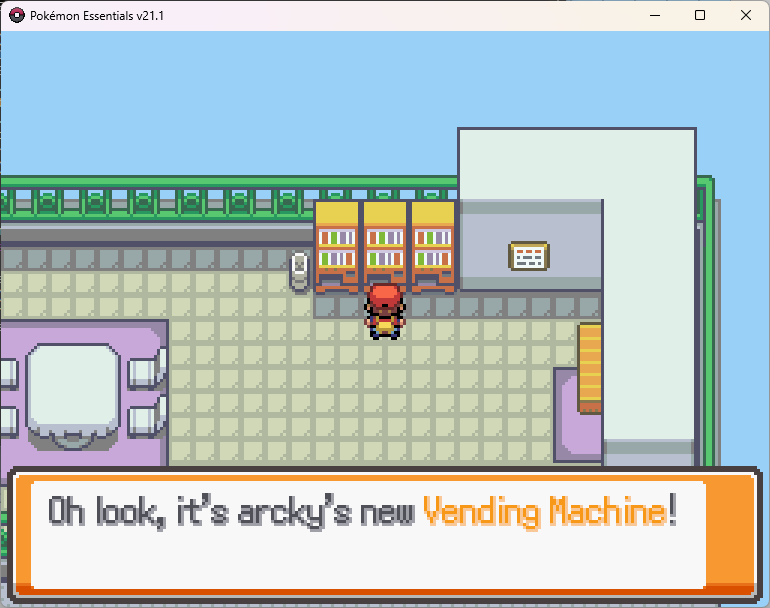 Pokémon Essentials v21.1
Oh look, it's arcky's new Vending Machine!